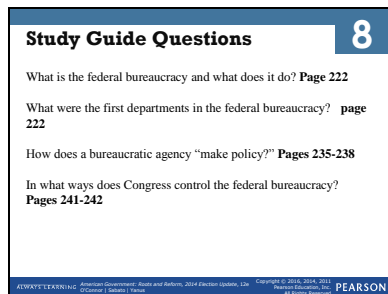 Study Guide Questions
8
What is the federal bureaucracy and what does it do? Page 222
What were the first departments in the federal bureaucracy? page
222
How does a bureaucratic agency “make policy?” Pages 235-238
In what ways does Congress control the federal bureaucracy?
Pages 241-242
ALWAYS LEARNING
American Government: Roots and Reform, 2014 Election Update, 12e
O'Connor | Sabato | Yanus
Copyright © 2016, 2014, 2011
Pearson Education, Inc.
All Rights Reserved
PEARSON